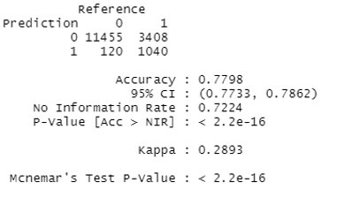 Reference
Prediction 0 1
0 11455 3408
1 120 1040
Accuracy : 0.7798
95% CI : (0.7733, 0.7862)
No Information Rate : 0.7224
P-Value [Acc > NIR] : < 2.2e-16
Kappa : 0.2893
Mcnemar's Test P-Value : < 2.2e-16